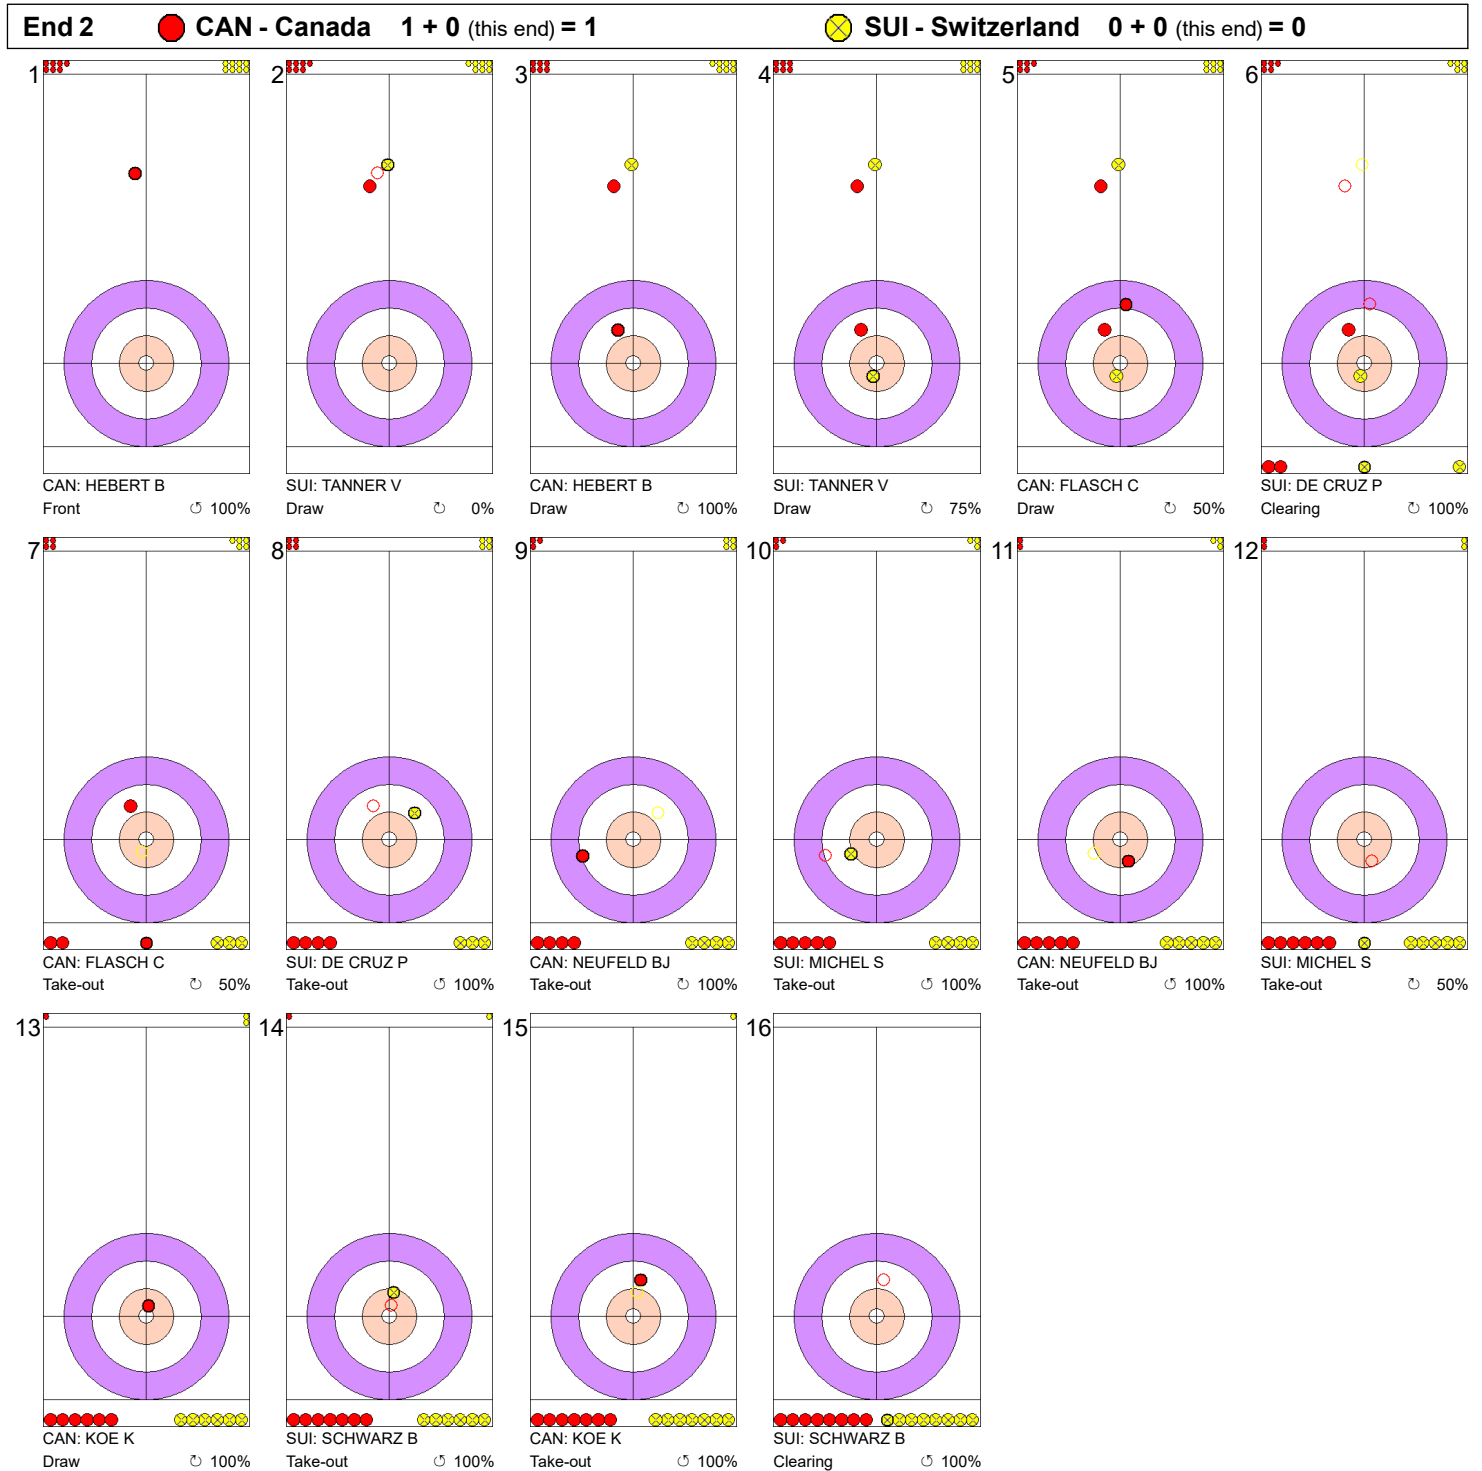 End 2 CAN - Canada 1 + 0 (this end) = 1 SUI - Switzerland 0 + 0 (this end) = 0
1 2 3 4 5 6
CAN: HEBERT B SUI: TANNER V CAN: HEBERT B SUI: TANNER V CAN: FLASCH C SUI: DE CRUZ P
Front ↺ 100% Draw ↻ 0% Draw ↻ 100% Draw ↻ 75% Draw ↺ 50% Clearing ↻ 100%
7 8 9 10 11 12
CAN: FLASCH C SUI: DE CRUZ P CAN: NEUFELD BJ SUI: MICHEL S CAN: NEUFELD BJ SUI: MICHEL S
Take-out ↻ 50% Take-out ↺ 100% Take-out ↻ 100% Take-out ↺ 100% Take-out ↺ 100% Take-out ↻ 50%
13 14 15 16
CAN: KOE K SUI: SCHWARZ B CAN: KOE K SUI: SCHWARZ B
Draw ↻ 100% Take-out ↻ 100% Take-out ↻ 100% Clearing ↺ 100%